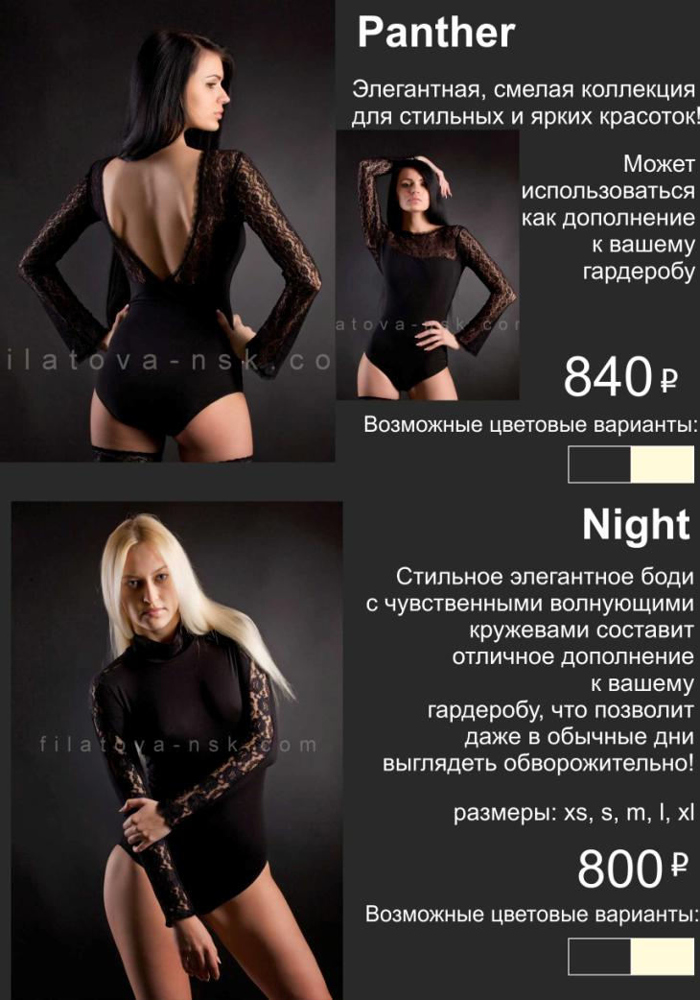 Panther
Элегантная, смелая коллекция
для стильных и ярких красоток!
Может
использоваться
как дополнение
к вашему
гардеробу
ilatova-nsk.co
atova-nsk.cor
840 ₽
Возможные цветовые варианты:
Night
Стильное элегантное боди
с чувственными волнующими
кружевами составит
отличное дополнение
к вашему
гардеробу, что позволит
даже в обычные дни
выглядеть обворожительно!
filatova-nsk.com
размеры: xs, s, m, l, xl
800 ₽
Возможные цветовые варианты: